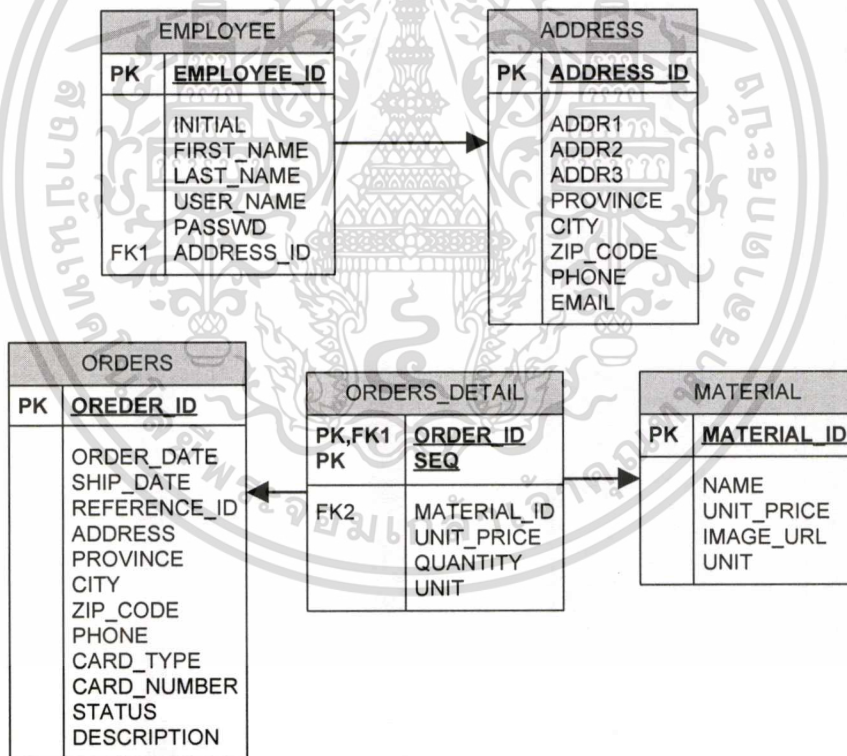 EMPLOYEE
PK EMPLOYEE_ID
INITIAL
FIRST_NAME
LAST_NAME
USER_NAME
PASSWD
FK1 ADDRESS_ID
ADDRESS
PK ADDRESS_ID
ADDR1
ADDR2
ADDR3
PROVINCE
CITY
ZIP_CODE
PHONE
EMAIL
ORDERS
PK OREDER_ID
ORDER_DATE
SHIP_DATE
REFERENCE_ID
ADDRESS
PROVINCE
CITY
ZIP_CODE
PHONE
CARD_TYPE
CARD_NUMBER
STATUS
DESCRIPTION
ORDERS_DETAIL
PK,FK1 ORDER_ID
PK SEQ
FK2 MATERIAL_ID
UNIT_PRICE
QUANTITY
UNIT
MATERIAL
PK MATERIAL_ID
NAME
UNIT_PRICE
IMAGE_URL
UNIT